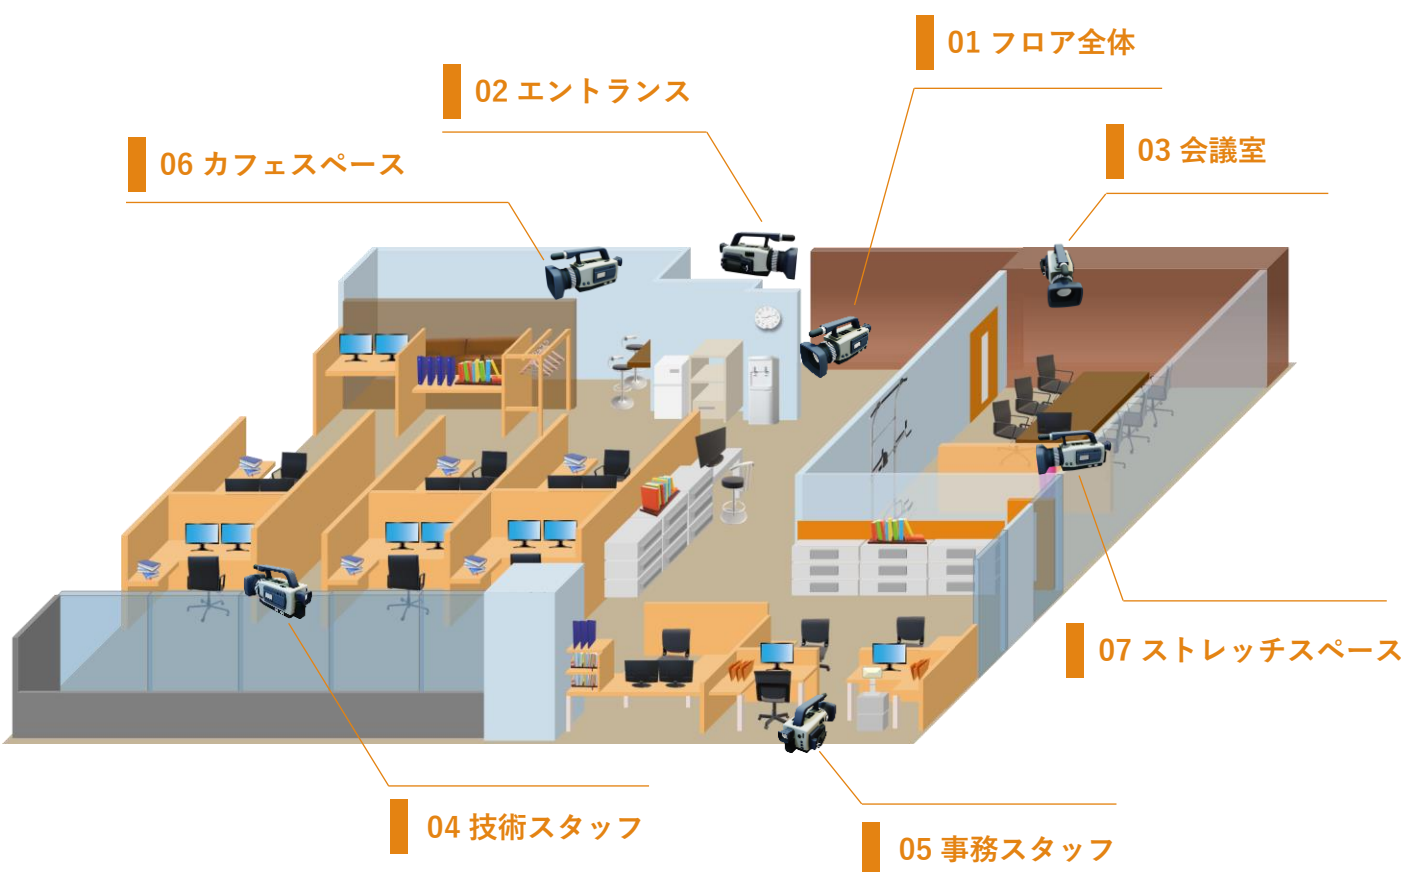 01 フロア全体
02 エントランス
03 会議室
06 カフェスペース
07 ストレッチスペース
04 技術スタッフ
05 事務スタッフ